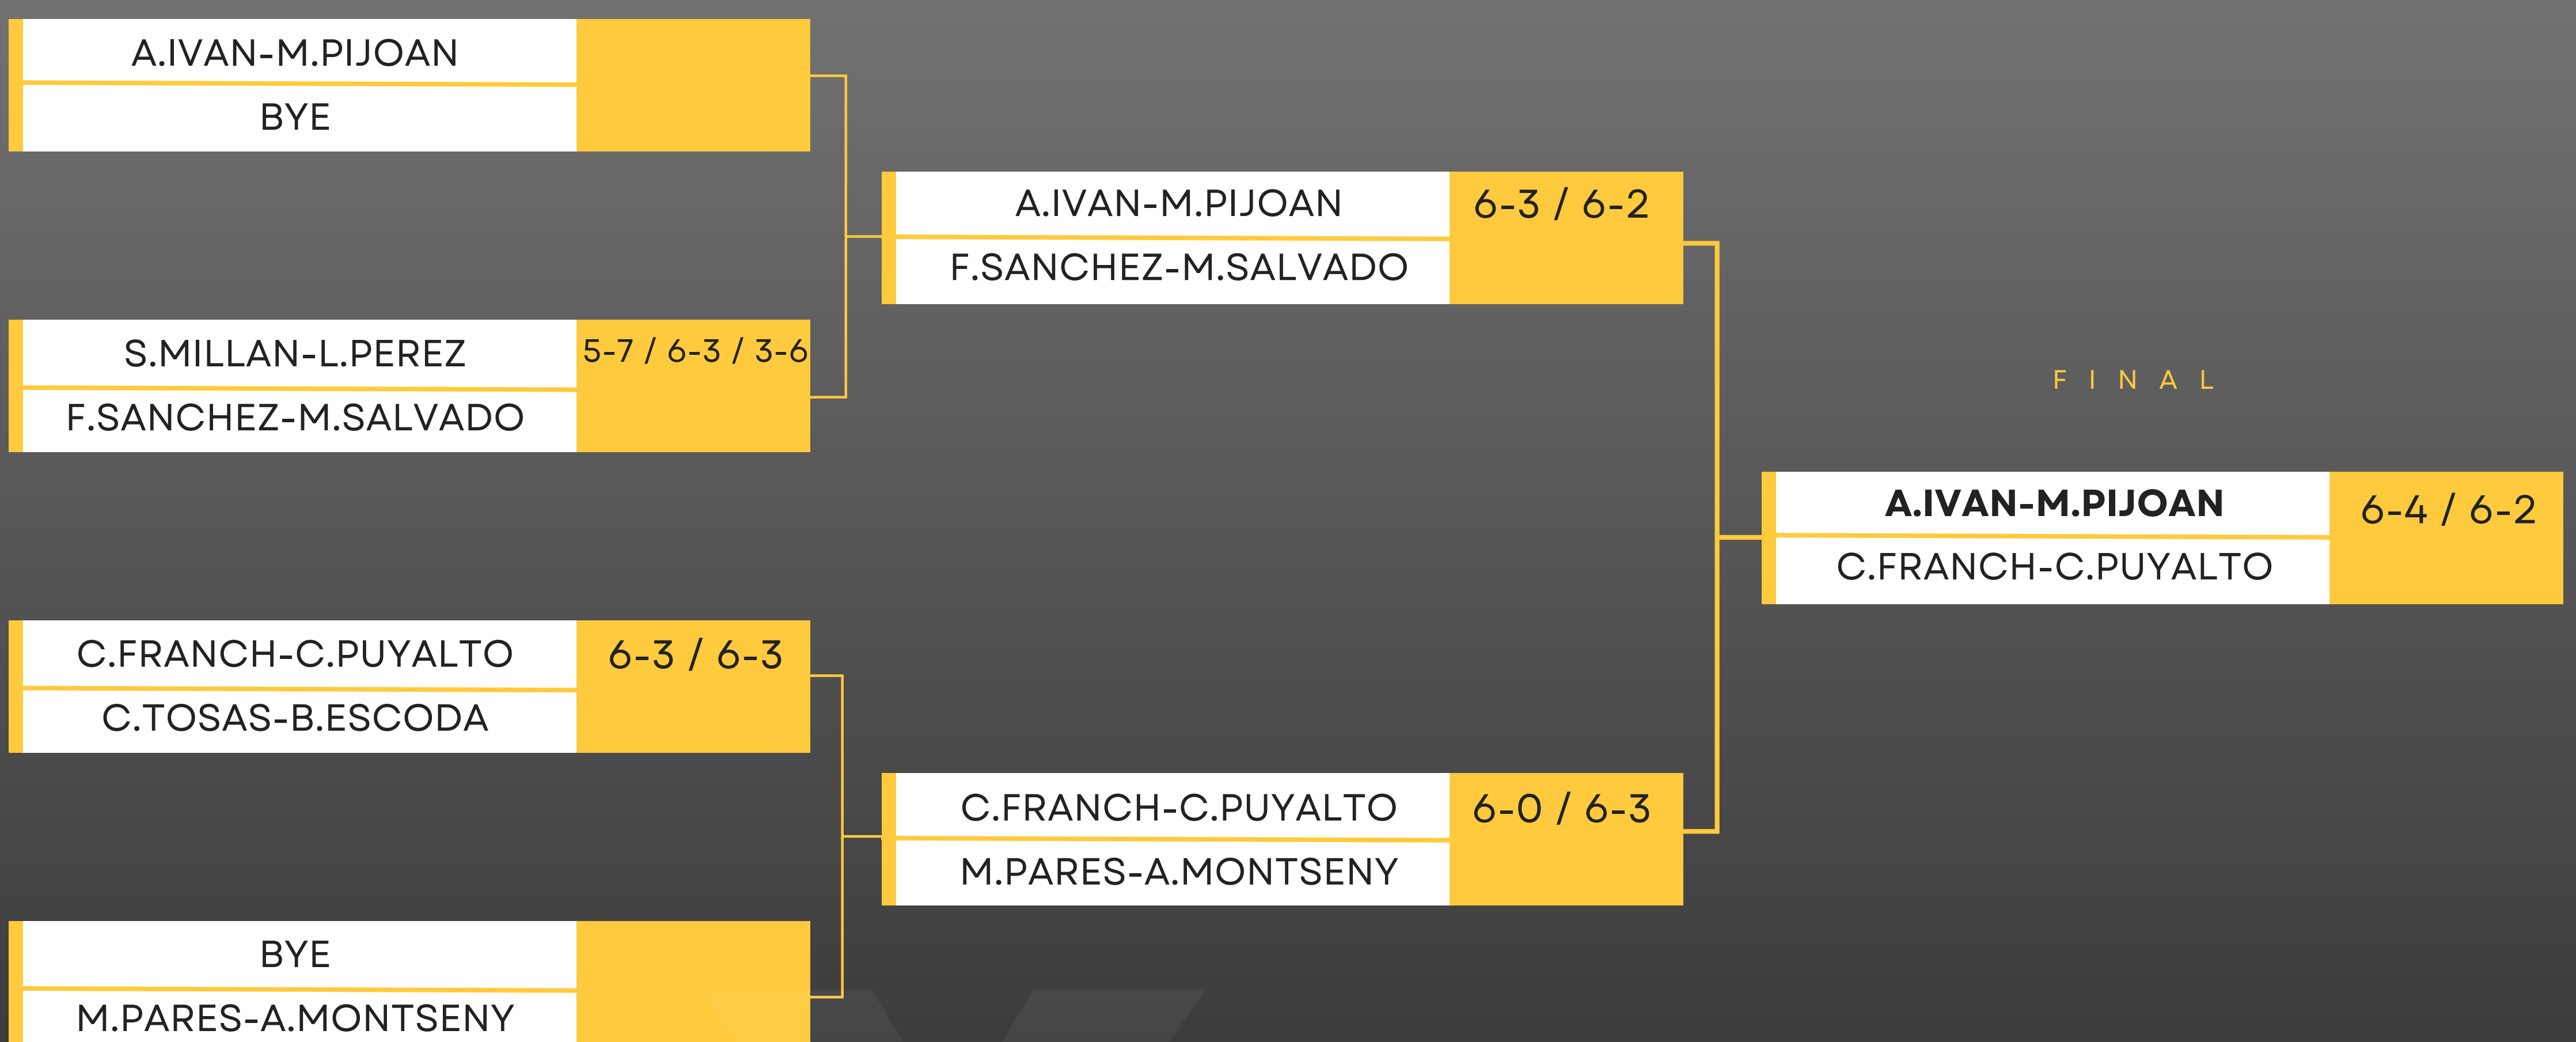 A.IVAN-M.PIJOAN
BYE
S.MILLAN-L.PEREZ 5-7 / 6-3 / 3-6
F.SANCHEZ-M.SALVADO
C.FRANCH-C.PUYALTO 6-3 / 6-3
C.TOSAS-B.ESCODA
BYE
M.PARES-A.MONTSENY
A.IVAN-M.PIJOAN 6-3 / 6-2
F.SANCHEZ-M.SALVADO
C.FRANCH-C.PUYALTO 6-0 / 6-3
M.PARES-A.MONTSENY
FINAL
A.IVAN-M.PIJOAN 6-4 / 6-2
C.FRANCH-C.PUYALTO